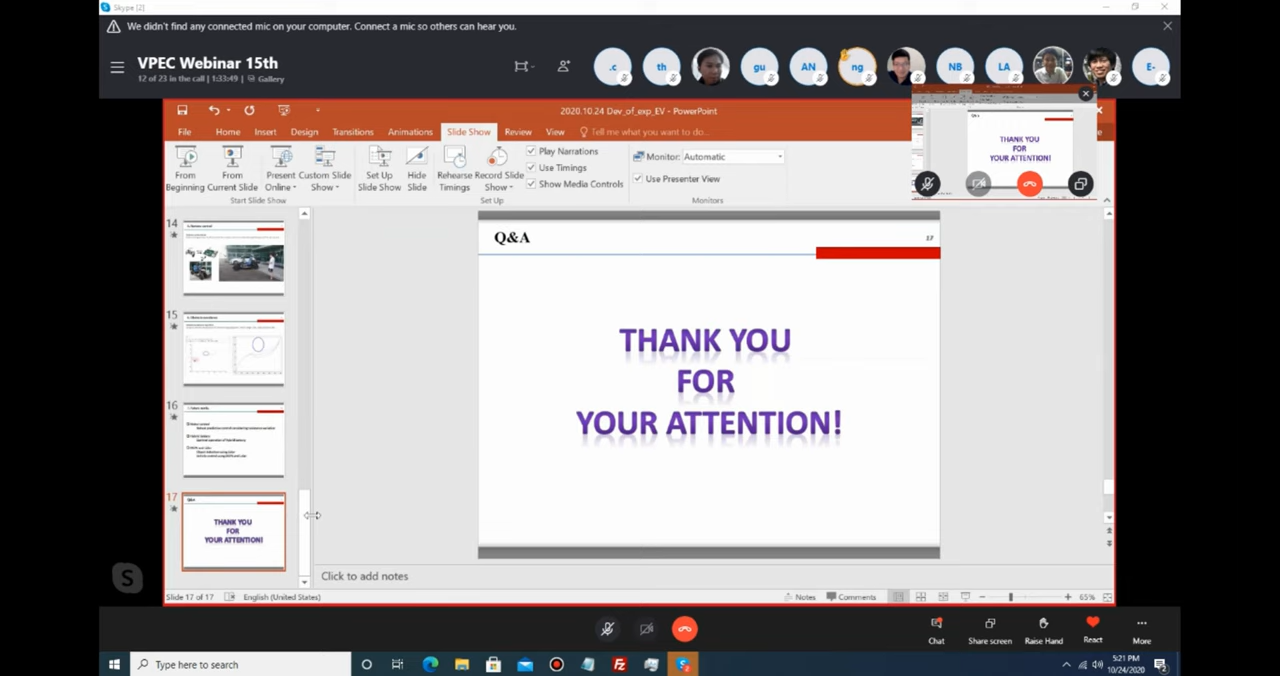 Skype [2]
We didn't find any connected mic on your computer. Connect a mic so others can hear you.
VPEC Webinar 15th
12 of 23 in the call | 1:33:49 | Gallery
.c th gu AN ng NB LA E-
2020.10.24 Dev_of_exp_EV - PowerPoint
File Home Insert Design Transitions Animations Slide Show Review View Tell me what you want to do...
From Beginning
From Current Slide
Present Online
Custom Slide Show
Set Up Slide Show
Hide Slide
Rehearse Timings
Record Slide Show
Play Narrations
Use Timings
Show Media Controls
Monitor: Automatic
Use Presenter View
Start Slide Show
Set Up
Monitors
THANK YOU
FOR
YOUR ATTENTION!
14
15
16
17
Q&A
THANK YOU
FOR
YOUR ATTENTION!
Q&A
17
THANK YOU
FOR
YOUR ATTENTION!
Click to add notes
Slide 17 of 17 English (United States) Notes Comments 65%
S
Chat Share screen Raise Hand React More
Type here to search
5:21 PM
10/24/2020
2